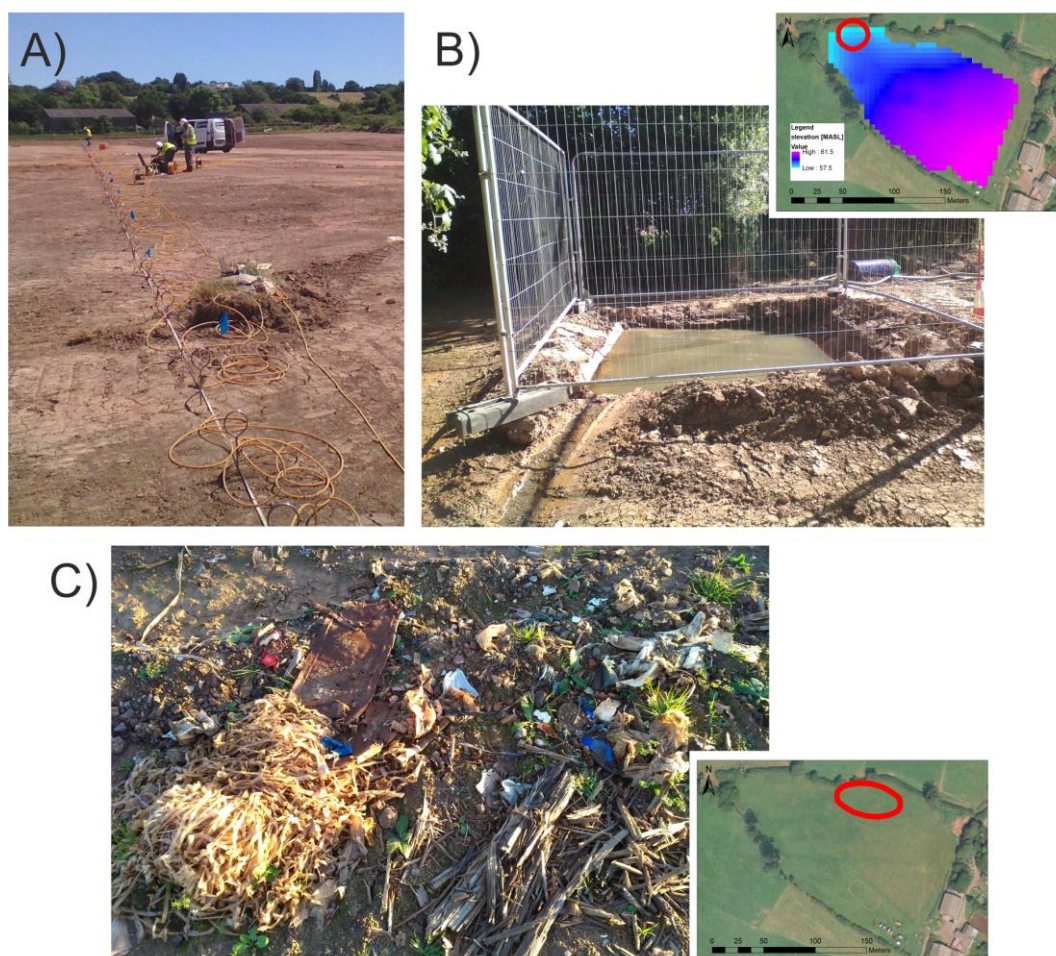 A)
B)
N
Legend
elevation [MASL]
Value
High : 61.5
Low : 57.5
0 25 50 100 150
Meters
C)
N
0 25 50 100 150
Meters